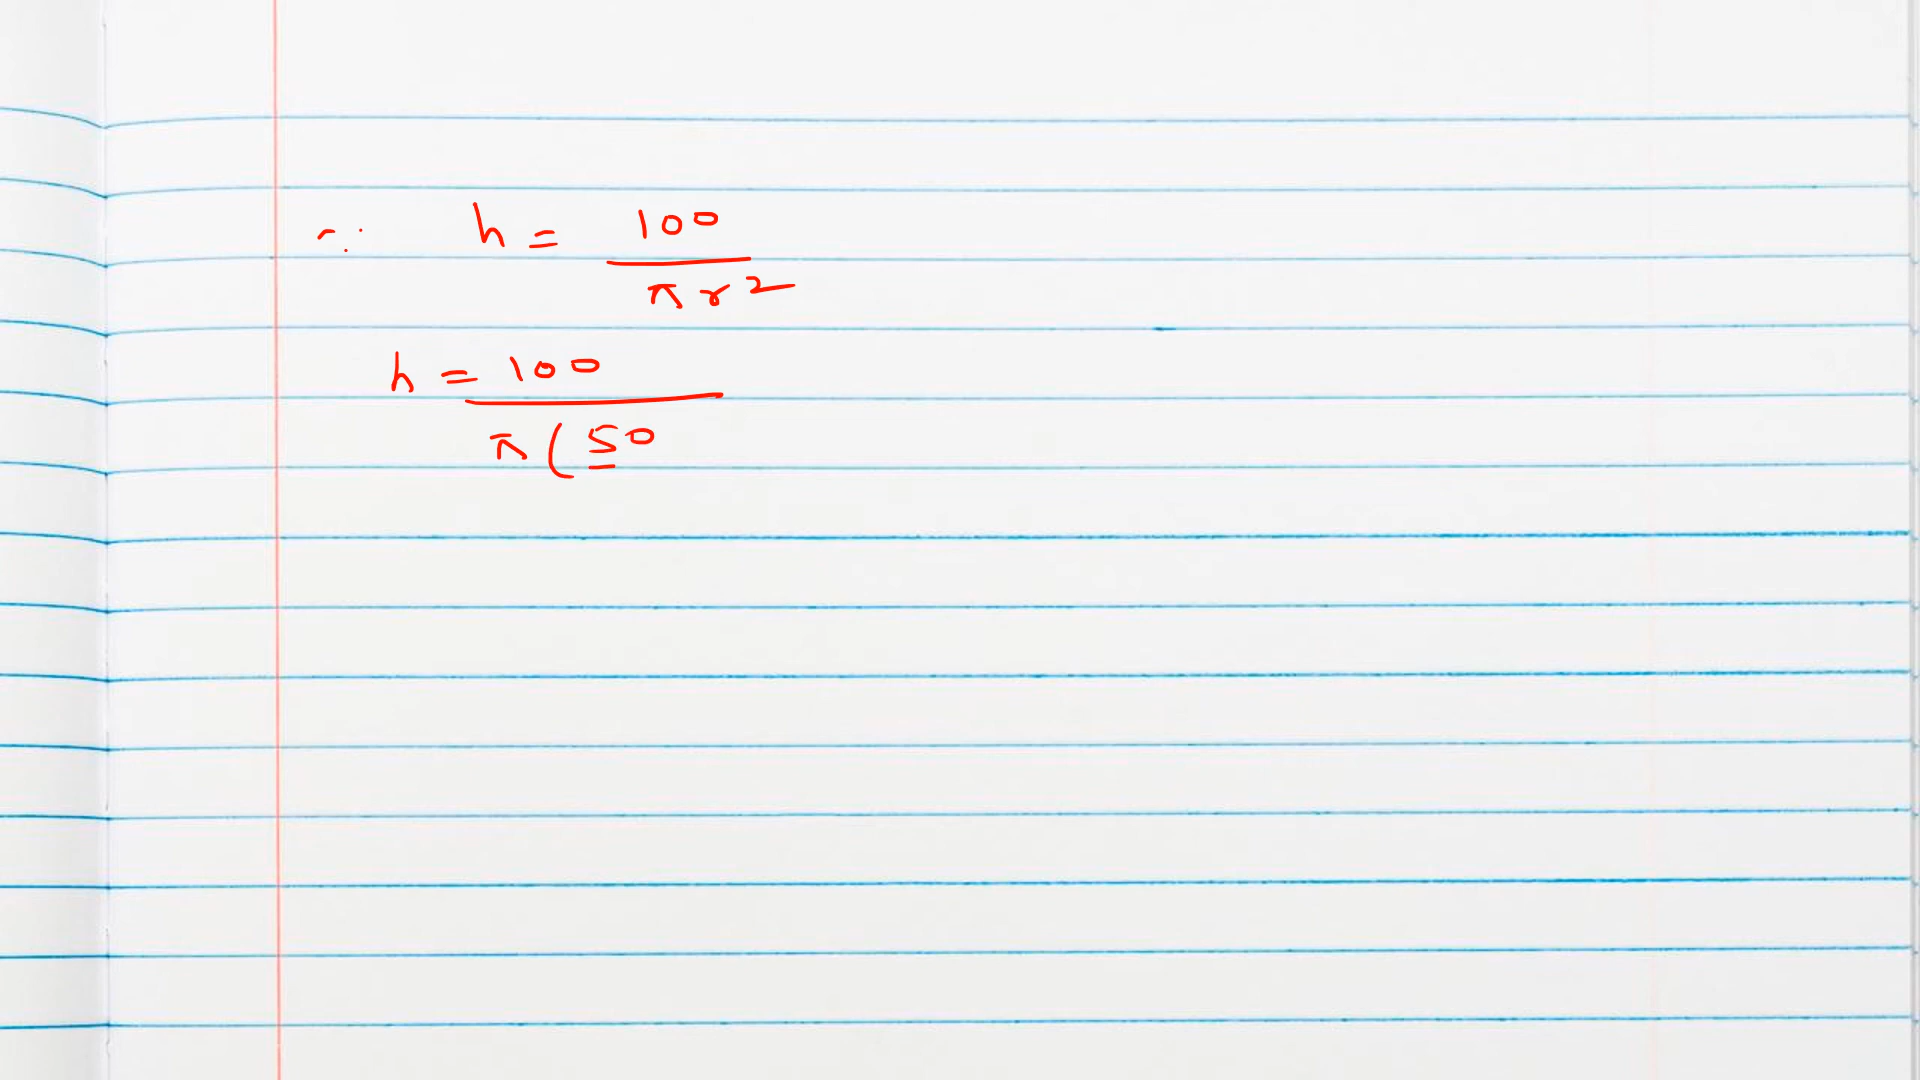 ∵ h = 100 / πr²
h = 100 / π(50